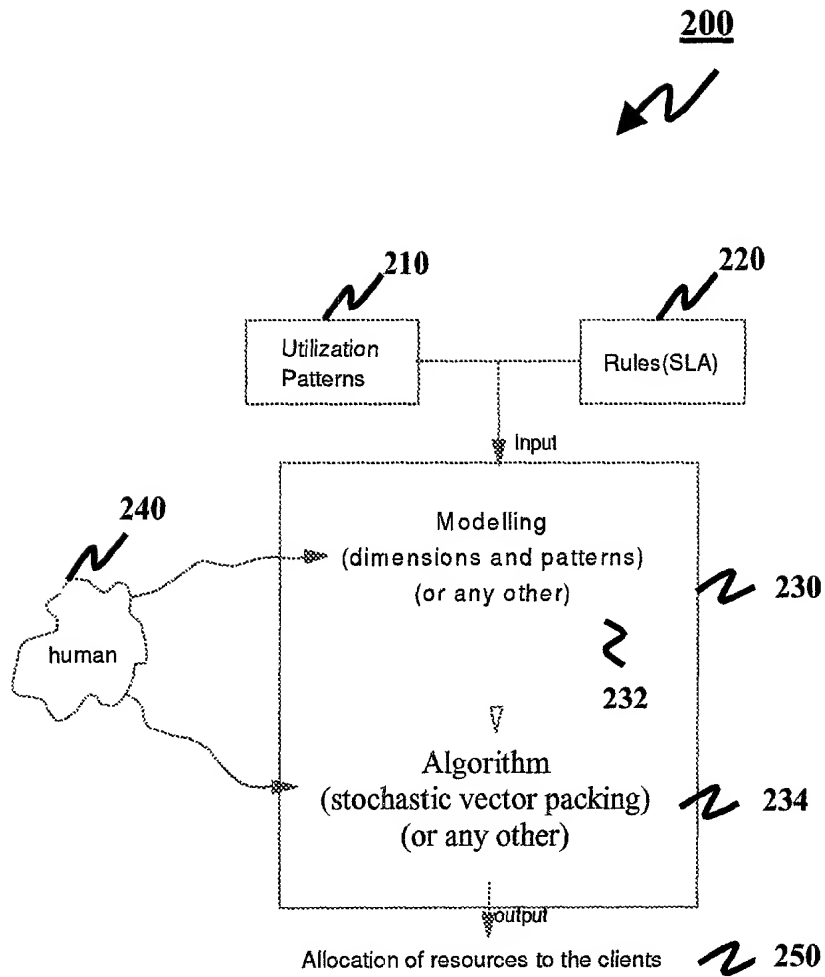 200
210
220
Utilization
Patterns
Rules(SLA)
Input
240
Modelling
(dimensions and patterns)
(or any other)
230
human
232
Algorithm
(stochastic vector packing)
(or any other)
234
output
Allocation of resources to the clients
250